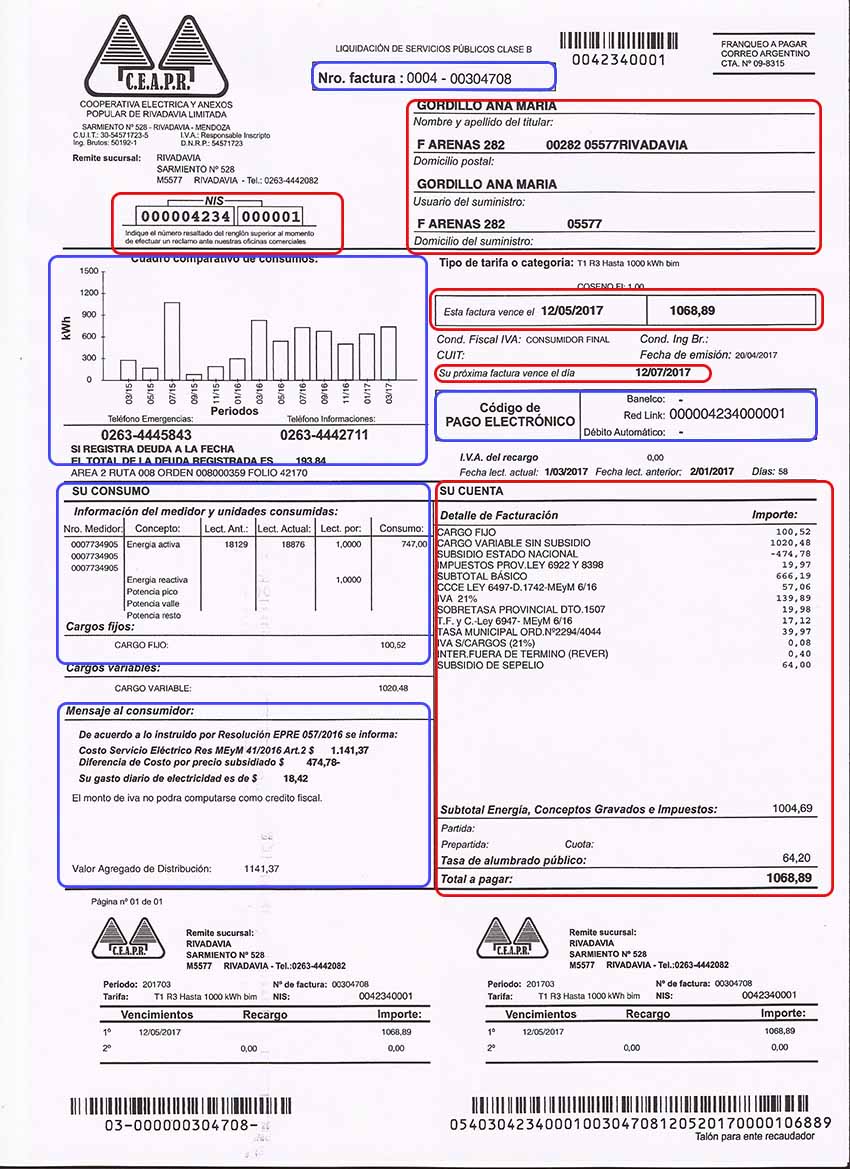 C.E.A.P.R.
COOPERATIVA ELECTRICA Y ANEXOS
POPULAR DE RIVADAVIA LIMITADA
SARMIENTO Nº 528 - RIVADAVIA - MENDOZA
C.U.I.T.: 30-54571723-5 I.V.A.: Responsable Inscripto
Ing. Brutos: 50192-1 D.N.R.P.: 54571723
Remite sucursal: RIVADAVIA
SARMIENTO Nº 528
M5577 RIVADAVIA - Tel.: 0263-4442082
LIQUIDACIÓN DE SERVICIOS PÚBLICOS CLASE B
Nro. factura : 0004 - 00304708
0042340001
FRANQUEO A PAGAR
CORREO ARGENTINO
CTA. Nº 09-8315
GORDILLO ANA MARIA
Nombre y apellido del titular:
F ARENAS 282 00282 05577RIVADAVIA
Domicilio postal:
GORDILLO ANA MARIA
Usuario del suministro:
F ARENAS 282 05577
Domicilio del suministro:
NIS
000004234 000001
Indique el número resaltado del renglón superior al momento
de efectuar un reclamo ante nuestras oficinas comerciales
Cuadro comparativo de consumos:
kWh
1500
1200
900
600
300
0
03/15 05/15 07/15 09/15 11/15 01/16 03/16 05/16 07/16 09/16 11/16 01/17 03/17
Periodos
Teléfono Emergencias: Teléfono Informaciones:
0263-4445843 0263-4442711
SI REGISTRA DEUDA A LA FECHA
EL TOTAL DE LA DEUDA REGISTRADA ES 193.84
AREA 2 RUTA 008 ORDEN 008000359 FOLIO 42170
Tipo de tarifa o categoria: T1 R3 Hasta 1000 kWh bim
COSENO FI: 1.00
Esta factura vence el 12/05/2017 1068,89
Cond. Fiscal IVA: CONSUMIDOR FINAL Cond. Ing Br.:
CUIT: Fecha de emisión: 20/04/2017
Su próxima factura vence el día 12/07/2017
Código de
PAGO ELECTRÓNICO
Banelco: -
Red Link: 000004234000001
Débito Automático: -
I.V.A. del recargo 0,00
Fecha lect. actual: 1/03/2017 Fecha lect. anterior: 2/01/2017 Días: 58
SU CONSUMO
Información del medidor y unidades consumidas:
Nro. Medidor: Concepto: Lect. Ant.: Lect. Actual: Lect. por: Consumo:
0007734905 Energia activa 18129 18876 1,0000 747,00
0007734905
0007734905
Energia reactiva 1,0000
Potencia pico
Potencia valle
Potencia resto
Cargos fijos:
CARGO FIJO: 100,52
Cargos variables:
CARGO VARIABLE: 1020,48
Mensaje al consumidor:
De acuerdo a lo instruido por Resolución EPRE 057/2016 se informa:
Costo Servicio Eléctrico Res MEyM 41/2016 Art.2 $ 1.141,37
Diferencia de Costo por precio subsidiado $ 474,78-
Su gasto diario de electricidad es de $ 18,42
El monto de iva no podra computarse como credito fiscal.
Valor Agregado de Distribución: 1141,37
SU CUENTA
Detalle de Facturación Importe:
CARGO FIJO 100,52
CARGO VARIABLE SIN SUBSIDIO 1020,48
SUBSIDIO ESTADO NACIONAL -474,78
IMPUESTOS PROV.LEY 6922 Y 8398 19,97
SUBTOTAL BÁSICO 666,19
CCCE LEY 6497-D.1742-MEyM 6/16 57,06
IVA 21% 139,89
SOBRETASA PROVINCIAL DTO.1507 19,98
T.F. y C.-Ley 6947- MEyM 6/16 17,12
TASA MUNICIPAL ORD.Nº2294/4044 39,97
IVA S/CARGOS (21%) 0,08
INTER.FUERA DE TERMINO (REVER) 0,40
SUBSIDIO DE SEPELIO 64,00
Subtotal Energía, Conceptos Gravados e Impuestos: 1004,69
Partida:
Prepartida: Cuota:
Tasa de alumbrado público: 64,20
Total a pagar: 1068,89
Página nº 01 de 01
C.E.A.P.R.
Remite sucursal:
RIVADAVIA
SARMIENTO Nº 528
M5577 RIVADAVIA - Tel.:0263-4442082
Periodo: 201703 Nº de factura: 00304708
Tarifa: T1 R3 Hasta 1000 kWh bim NIS: 0042340001
Vencimientos Recargo Importe:
1º 12/05/2017 1068,89
2º 0,00 0,00
03-000000304708-
C.E.A.P.R.
Remite sucursal:
RIVADAVIA
SARMIENTO Nº 528
M5577 RIVADAVIA - Tel.:0263-4442082
Periodo: 201703 Nº de factura: 00304708
Tarifa: T1 R3 Hasta 1000 kWh bim NIS: 0042340001
Vencimientos Recargo Importe:
1º 12/05/2017 1068,89
2º 0,00 0,00
05403042340001003047081205201700001​06889
Talón para ente recaudador